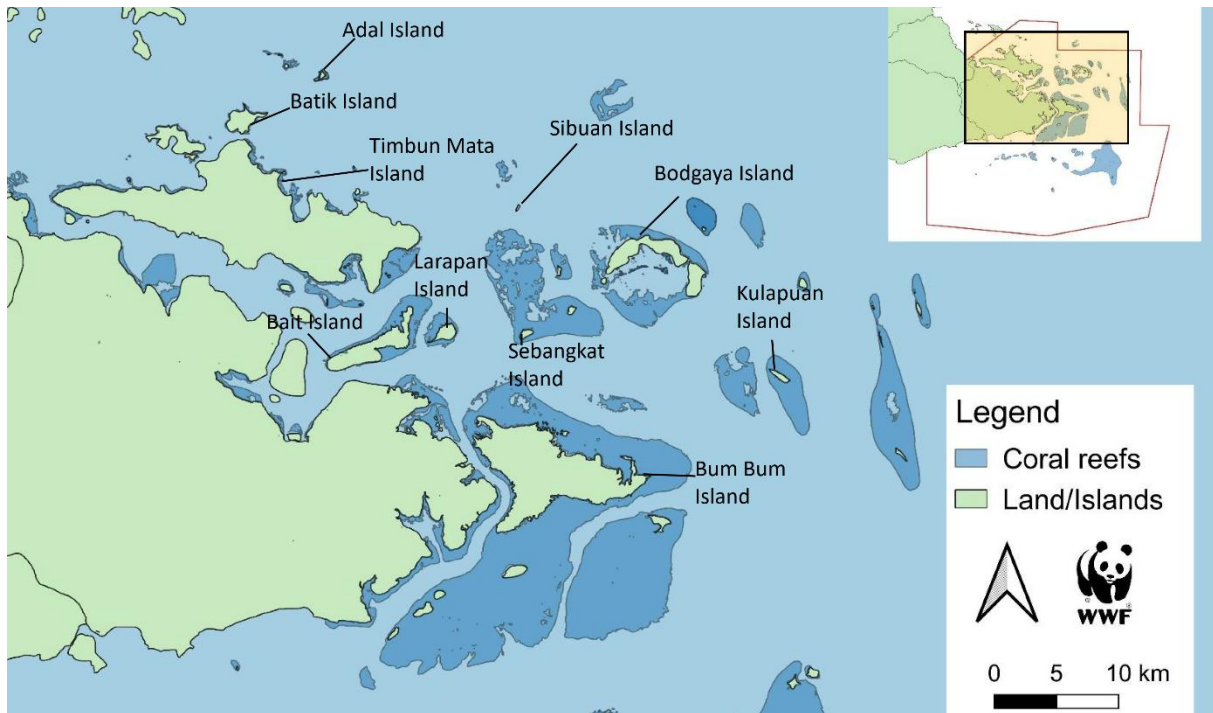 Adal Island
Batik Island
Timbun Mata
Island
Sibuan Island
Bodgaya Island
Larapan
Island
Bait Island
Sebangkat
Island
Kulapuan
Island
Bum Bum
Island
Legend
Coral reefs
Land/Islands
WWF
0 5 10 km